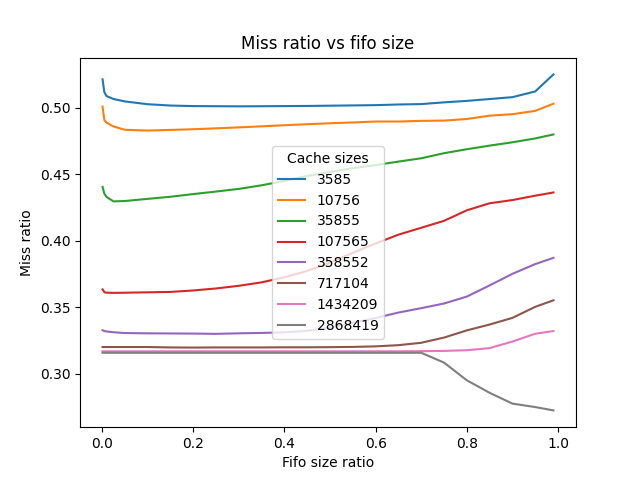 Miss ratio vs fifo size
Miss ratio
0.50
0.45
0.40
0.35
0.30
Cache sizes
3585
10756
35855
107565
358552
717104
1434209
2868419
0.0 0.2 0.4 0.6 0.8 1.0
Fifo size ratio